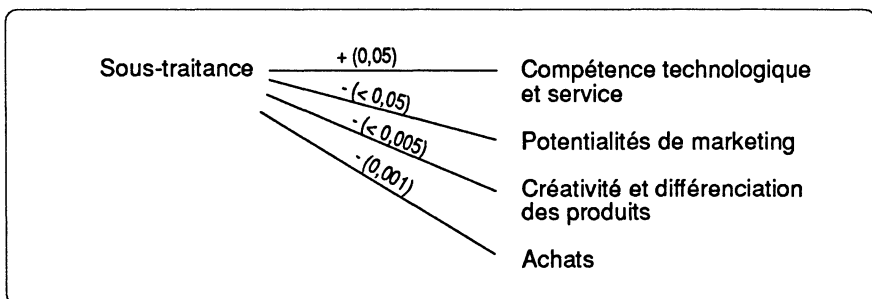 Sous-traitance
+ (0,05)
Compétence technologique
et service
- (< 0,05)
Potentialités de marketing
- (< 0,005)
Créativité et différenciation
des produits
- (0,001)
Achats